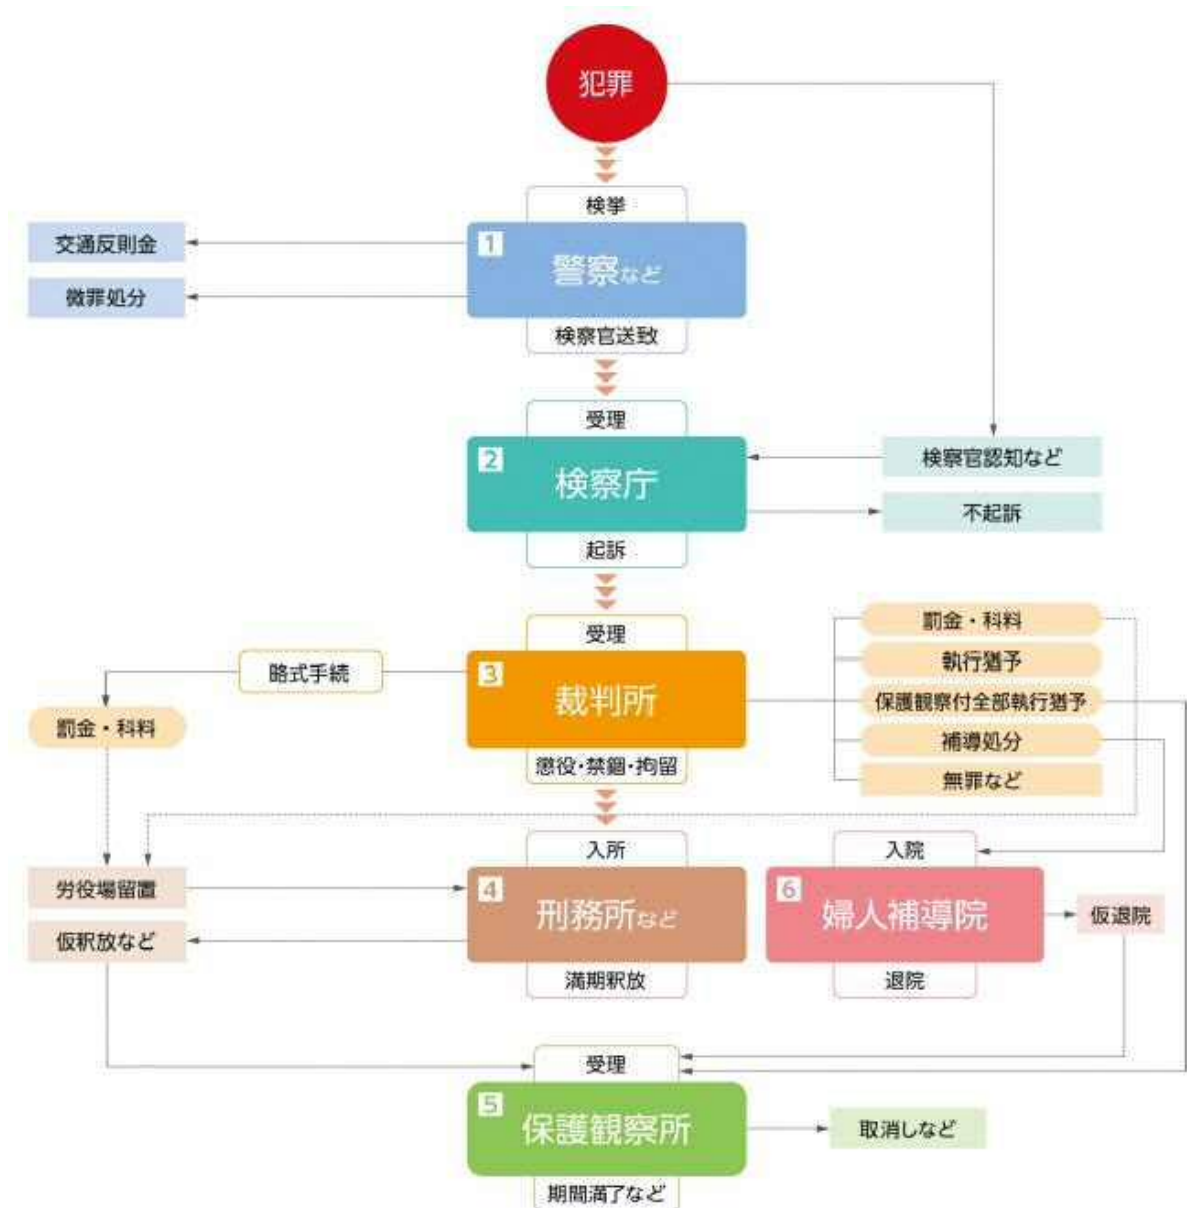 犯罪
検挙
1
警察など
検察官送致
交通反則金
微罪処分
受理
2
検察庁
起訴
検察官認知など
不起訴
受理
3
裁判所
懲役・禁錮・拘留
略式手続
罰金・科料
罰金・科料
執行猶予
保護観察付全部執行猶予
補導処分
無罪など
労役場留置
仮釈放など
入所
4
刑務所など
満期釈放
入院
6
婦人補導院
退院
仮退院
受理
5
保護観察所
期間満了など
取消しなど